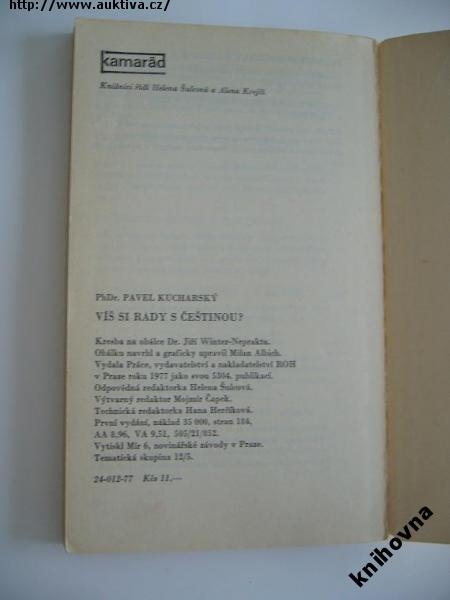 http://www.auktiva.cz/
kamarád
Knižnici řídí Helena Šulcová a Alena Krejčí
PhDr. PAVEL KUCHARSKÝ
VÍŠ SI RADY S ČEŠTINOU?
Kresba na obálce Dr. Jiří Winter-Neprakta.
Obálku navrhl a graficky upravil Milan Albich.
Vydala Práce, vydavatelství a nakladatelství ROH
v Praze roku 1977 jako svou 5304. publikaci.
Odpovědná redaktorka Helena Šulcová.
Výtvarný redaktor Mojmír Čapek.
Technická redaktorka Hana Herčíková.
První vydání, náklad 35 000, stran 184,
AA 8,96, VA 9,51, 505/21/852.
Vytiskl Mír 6, novinářské závody v Praze.
Tematická skupina 12/5.
24-012-77 Kčs 11,—
knihovna